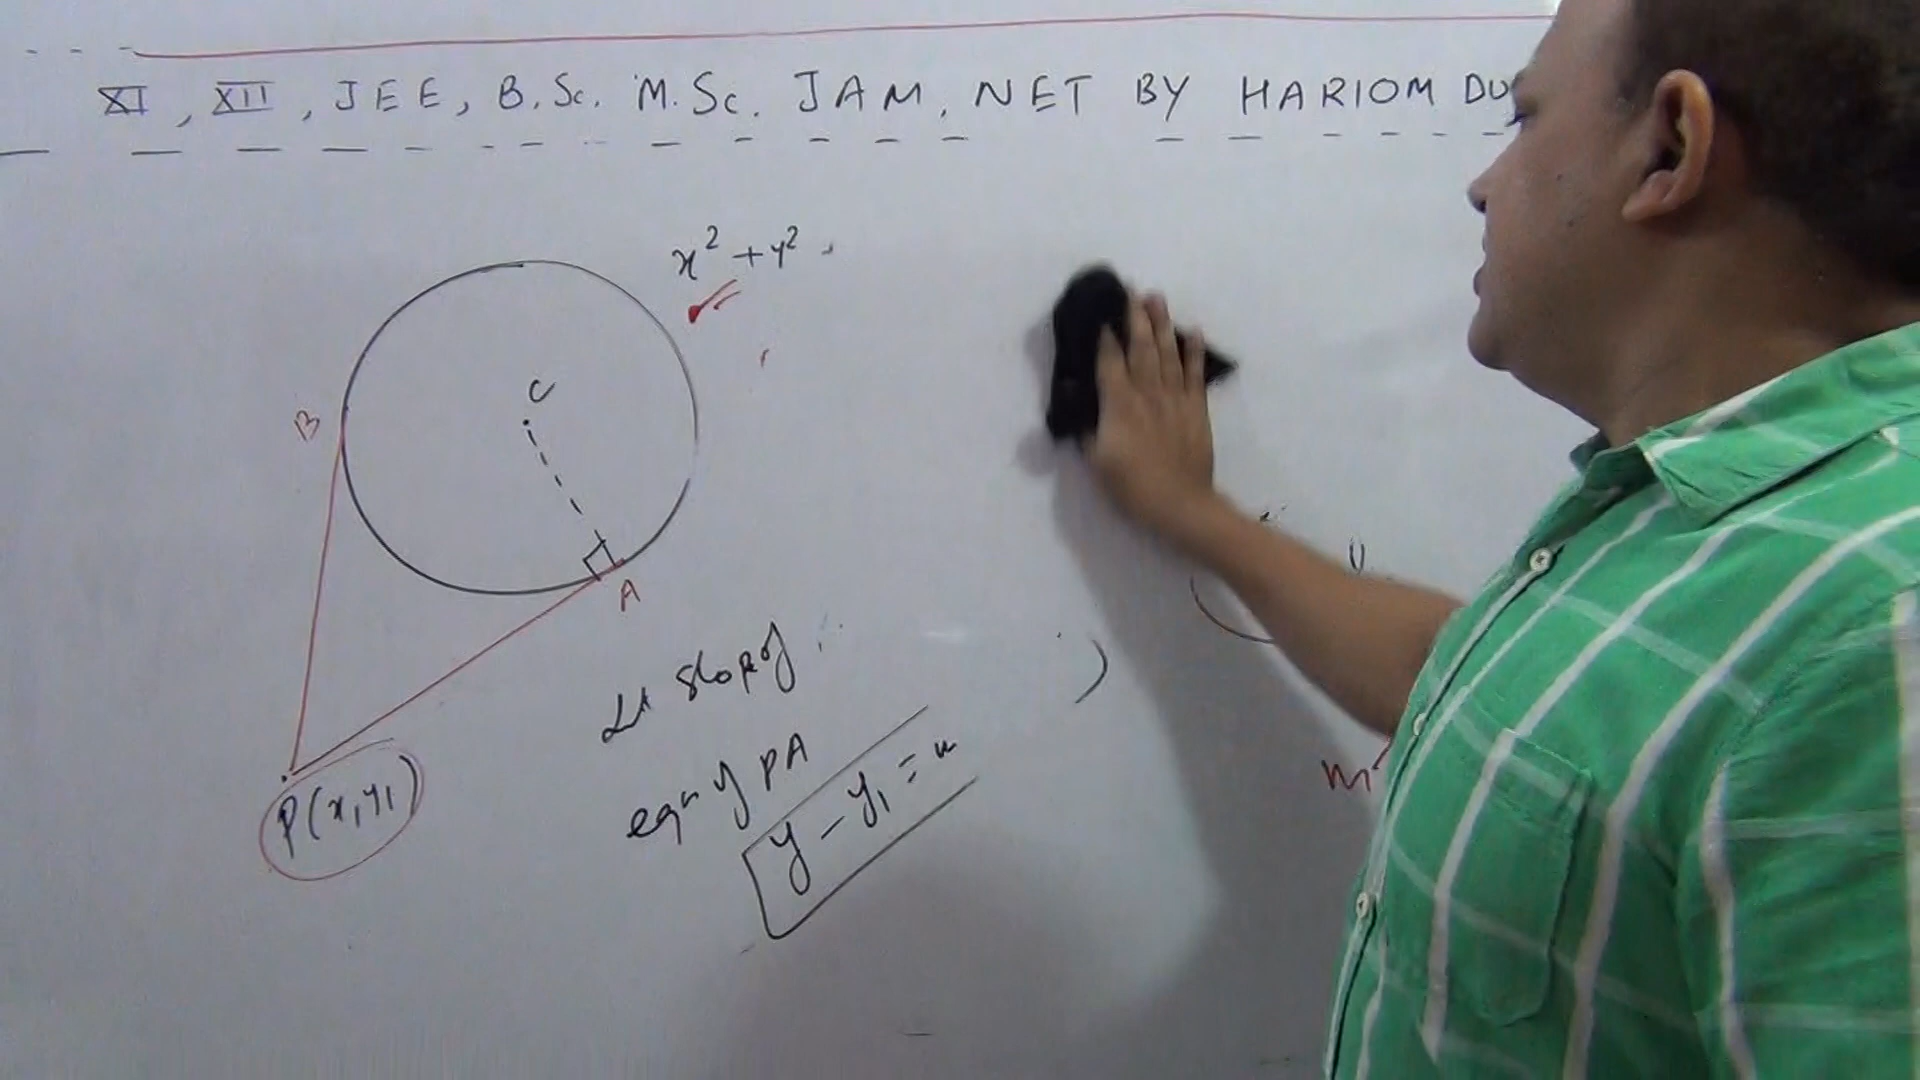 XI, XII, JEE, B.Sc. M.Sc. JAM, NET BY HARIOM DU
x² + y²
C
B
A
Let slope of
eqn of PA
y - y₁ = m
P(x₁y₁)
m